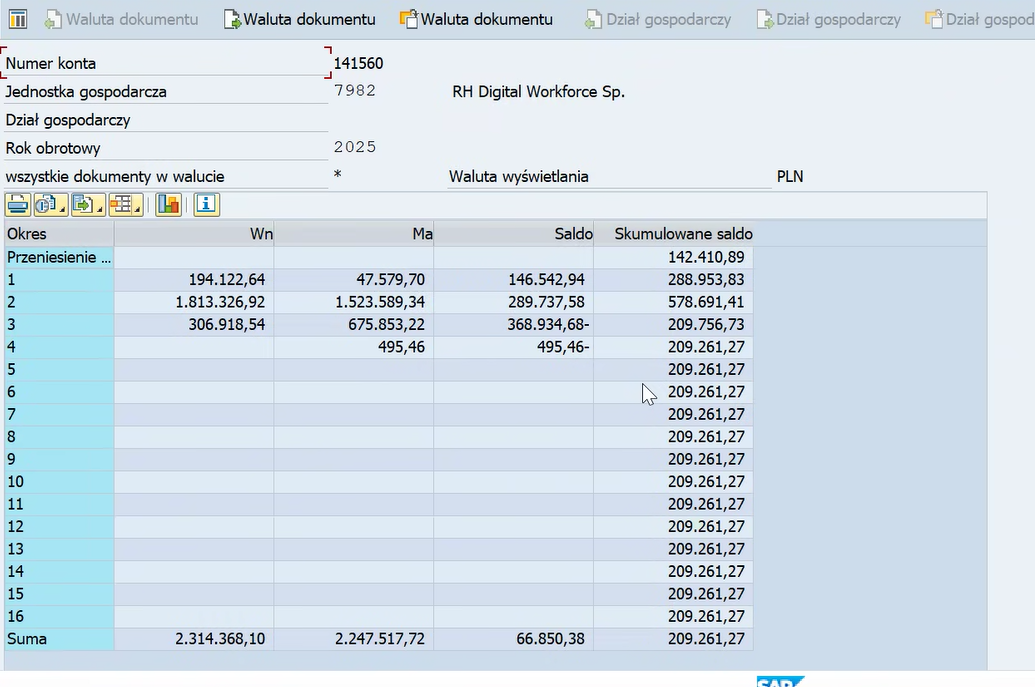 Waluta dokumentu Waluta dokumentu Waluta dokumentu Dział gospodarczy Dział gospodarczy Dział gospod
Numer konta 141560
Jednostka gospodarcza 7982 RH Digital Workforce Sp.
Dział gospodarczy
Rok obrotowy 2025
wszystkie dokumenty w walucie * Waluta wyświetlania PLN
Okres Wn Ma Saldo Skumulowane saldo
Przeniesienie ... 142.410,89
1 194.122,64 47.579,70 146.542,94 288.953,83
2 1.813.326,92 1.523.589,34 289.737,58 578.691,41
3 306.918,54 675.853,22 368.934,68- 209.756,73
4 495,46 495,46- 209.261,27
5 209.261,27
6 209.261,27
7 209.261,27
8 209.261,27
9 209.261,27
10 209.261,27
11 209.261,27
12 209.261,27
13 209.261,27
14 209.261,27
15 209.261,27
16 209.261,27
Suma 2.314.368,10 2.247.517,72 66.850,38 209.261,27
SAP